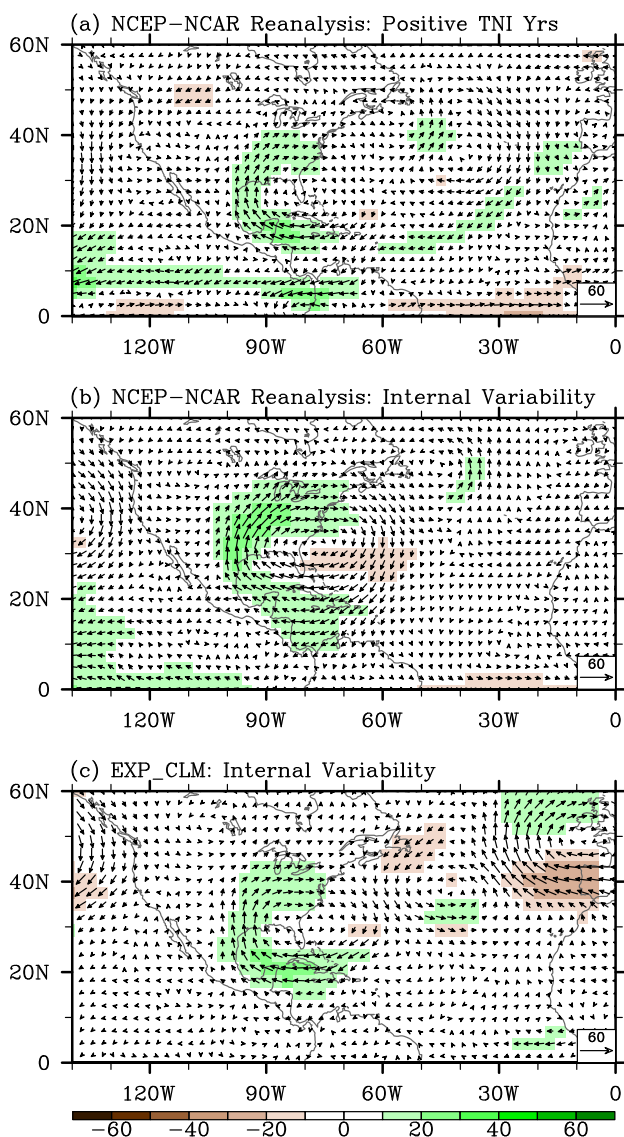 (a) NCEP−NCAR Reanalysis: Positive TNI Yrs
60N
40N
20N
0
60
120W 90W 60W 30W 0
(b) NCEP−NCAR Reanalysis: Internal Variability
60N
40N
20N
0
60
120W 90W 60W 30W 0
(c) EXP_CLM: Internal Variability
60N
40N
20N
0
60
120W 90W 60W 30W 0
−60 −40 −20 0 20 40 60